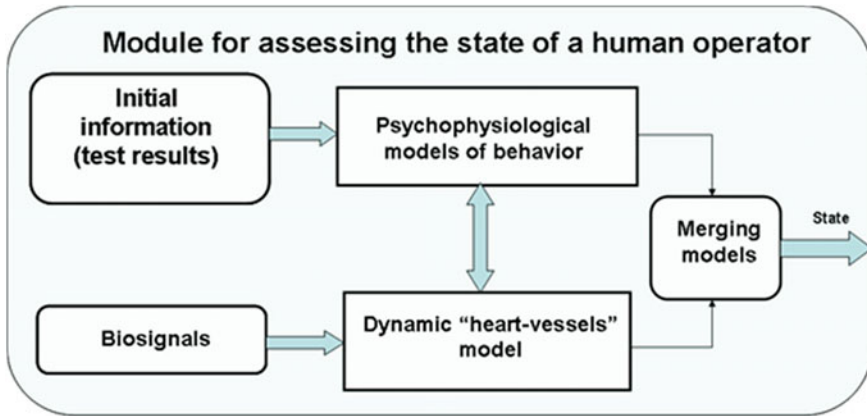 Module for assessing the state of a human operator
Initial
information
(test results)
Psychophysiological
models of behavior
Merging
models
State
Biosignals
Dynamic “heart-vessels”
model